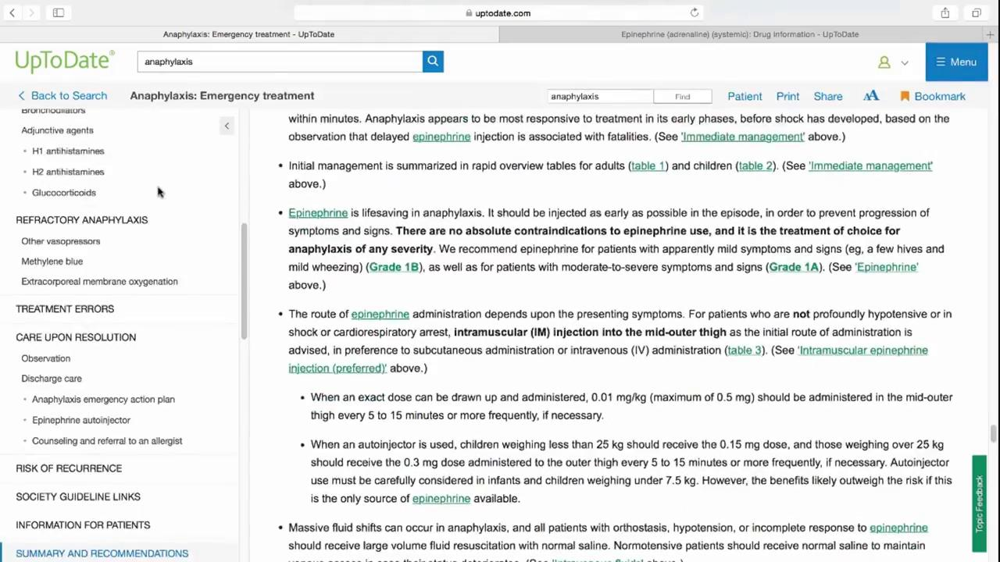 uptodate.com
Anaphylaxis: Emergency treatment - UpToDate
Epinephrine (adrenaline) (systemic): Drug information - UpToDate
UpToDate®
anaphylaxis
Menu
Back to Search
Anaphylaxis: Emergency treatment
anaphylaxis
Find
Patient
Print
Share
AA
Bookmark
Bronchodilators
Adjunctive agents
• H1 antihistamines
• H2 antihistamines
• Glucocorticoids
REFRACTORY ANAPHYLAXIS
Other vasopressors
Methylene blue
Extracorporeal membrane oxygenation
TREATMENT ERRORS
CARE UPON RESOLUTION
Observation
Discharge care
• Anaphylaxis emergency action plan
• Epinephrine autoinjector
• Counseling and referral to an allergist
RISK OF RECURRENCE
SOCIETY GUIDELINE LINKS
INFORMATION FOR PATIENTS
SUMMARY AND RECOMMENDATIONS
within minutes. Anaphylaxis appears to be most responsive to treatment in its early phases, before shock has developed, based on the
observation that delayed epinephrine injection is associated with fatalities. (See 'Immediate management' above.)
• Initial management is summarized in rapid overview tables for adults (table 1) and children (table 2). (See 'Immediate management'
above.)
• Epinephrine is lifesaving in anaphylaxis. It should be injected as early as possible in the episode, in order to prevent progression of
symptoms and signs. There are no absolute contraindications to epinephrine use, and it is the treatment of choice for
anaphylaxis of any severity. We recommend epinephrine for patients with apparently mild symptoms and signs (eg, a few hives and
mild wheezing) (Grade 1B), as well as for patients with moderate-to-severe symptoms and signs (Grade 1A). (See 'Epinephrine'
above.)
• The route of epinephrine administration depends upon the presenting symptoms. For patients who are not profoundly hypotensive or in
shock or cardiorespiratory arrest, intramuscular (IM) injection into the mid-outer thigh as the initial route of administration is
advised, in preference to subcutaneous administration or intravenous (IV) administration (table 3). (See 'Intramuscular epinephrine
injection (preferred)' above.)
• When an exact dose can be drawn up and administered, 0.01 mg/kg (maximum of 0.5 mg) should be administered in the mid-outer
thigh every 5 to 15 minutes or more frequently, if necessary.
• When an autoinjector is used, children weighing less than 25 kg should receive the 0.15 mg dose, and those weighing over 25 kg
should receive the 0.3 mg dose administered to the outer thigh every 5 to 15 minutes or more frequently, if necessary. Autoinjector
use must be carefully considered in infants and children weighing under 7.5 kg. However, the benefits likely outweigh the risk if this
is the only source of epinephrine available.
• Massive fluid shifts can occur in anaphylaxis, and all patients with orthostasis, hypotension, or incomplete response to epinephrine
should receive large volume fluid resuscitation with normal saline. Normotensive patients should receive normal saline to maintain
venous access in case their status deteriorates. (See 'Intravenous fluids' above.)
Topic Feedback